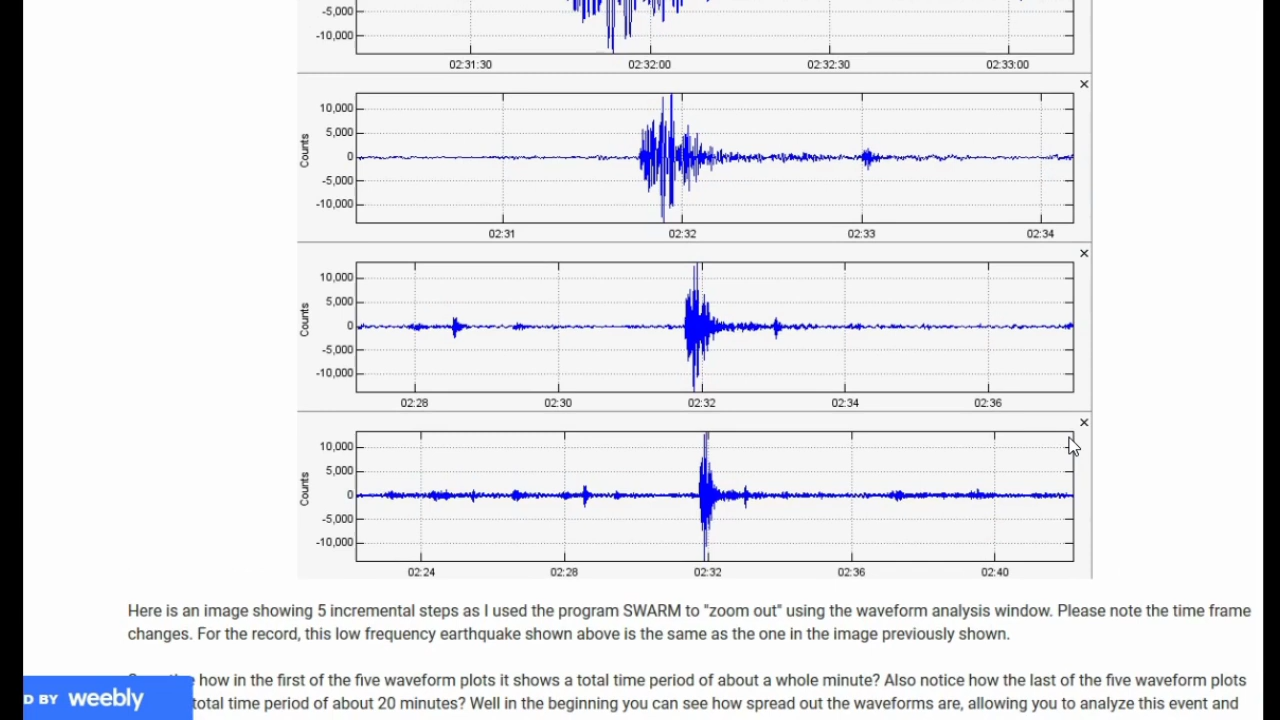 -5,000
-10,000
02:31:30 02:32:00 02:32:30 02:33:00
10,000
5,000
Counts
0
-5,000
-10,000
02:31 02:32 02:33 02:34
10,000
5,000
Counts
0
-5,000
-10,000
02:28 02:30 02:32 02:34 02:36
10,000
5,000
Counts
0
-5,000
-10,000
02:24 02:28 02:32 02:36 02:40
Here is an image showing 5 incremental steps as I used the program SWARM to "zoom out" using the waveform analysis window. Please note the time frame
changes. For the record, this low frequency earthquake shown above is the same as the one in the image previously shown.
how in the first of the five waveform plots it shows a total time period of about a whole minute? Also notice how the last of the five waveform plots
D BY weebly
total time period of about 20 minutes? Well in the beginning you can see how spread out the waveforms are, allowing you to analyze this event and